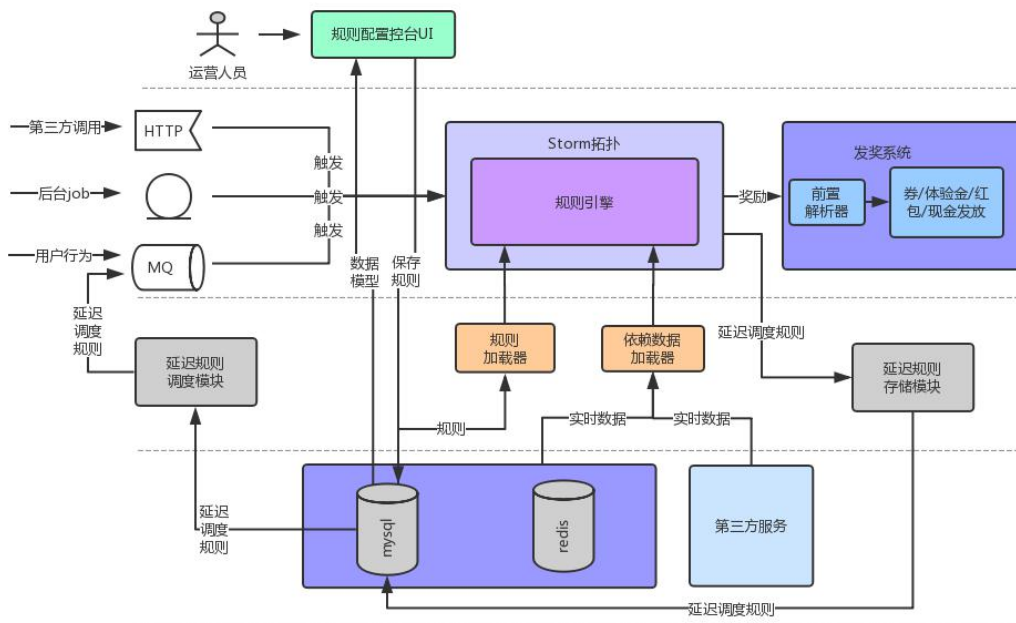 规则配置控台UI
运营人员
第三方调用
HTTP
触发
后台job
触发
用户行为
MQ
触发
Storm拓扑
规则引擎
奖励
发奖系统
前置
解析器
券/体验金/红
包/现金发放
数据
模型
保存
规则
延迟
调度
规则
延迟规则
调度模块
规则
加载器
依赖数据
加载器
延迟调度规则
延迟规则
存储模块
规则
实时数据
实时数据
延迟
调度
规则
mysql
redis
第三方服务
延迟调度规则